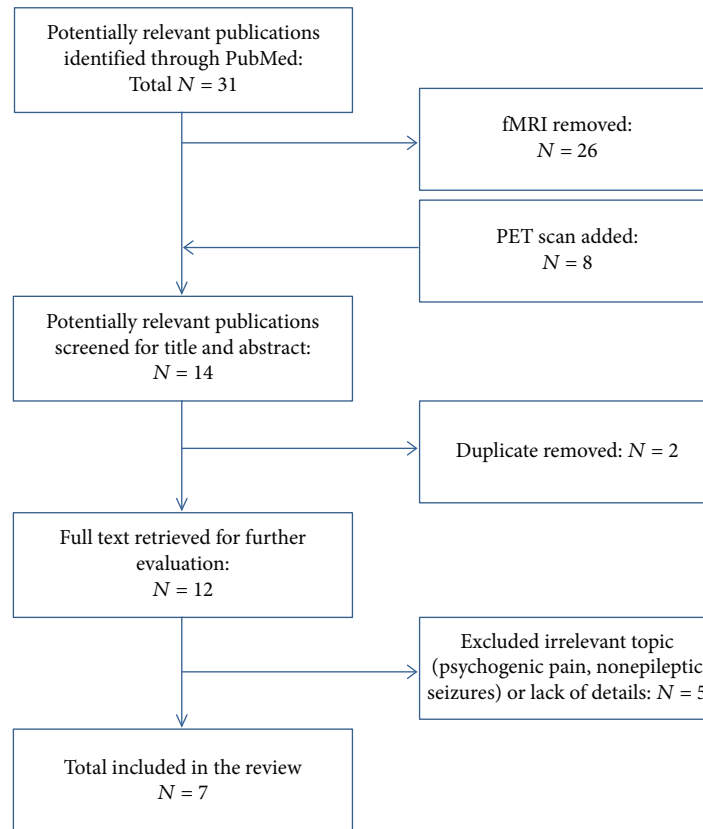 Potentially relevant publications
identified through PubMed:
Total N = 31
fMRI removed:
N = 26
PET scan added:
N = 8
Potentially relevant publications
screened for title and abstract:
N = 14
Duplicate removed: N = 2
Full text retrieved for further
evaluation:
N = 12
Excluded irrelevant topic
(psychogenic pain, nonepileptic
seizures) or lack of details: N = 5
Total included in the review
N = 7